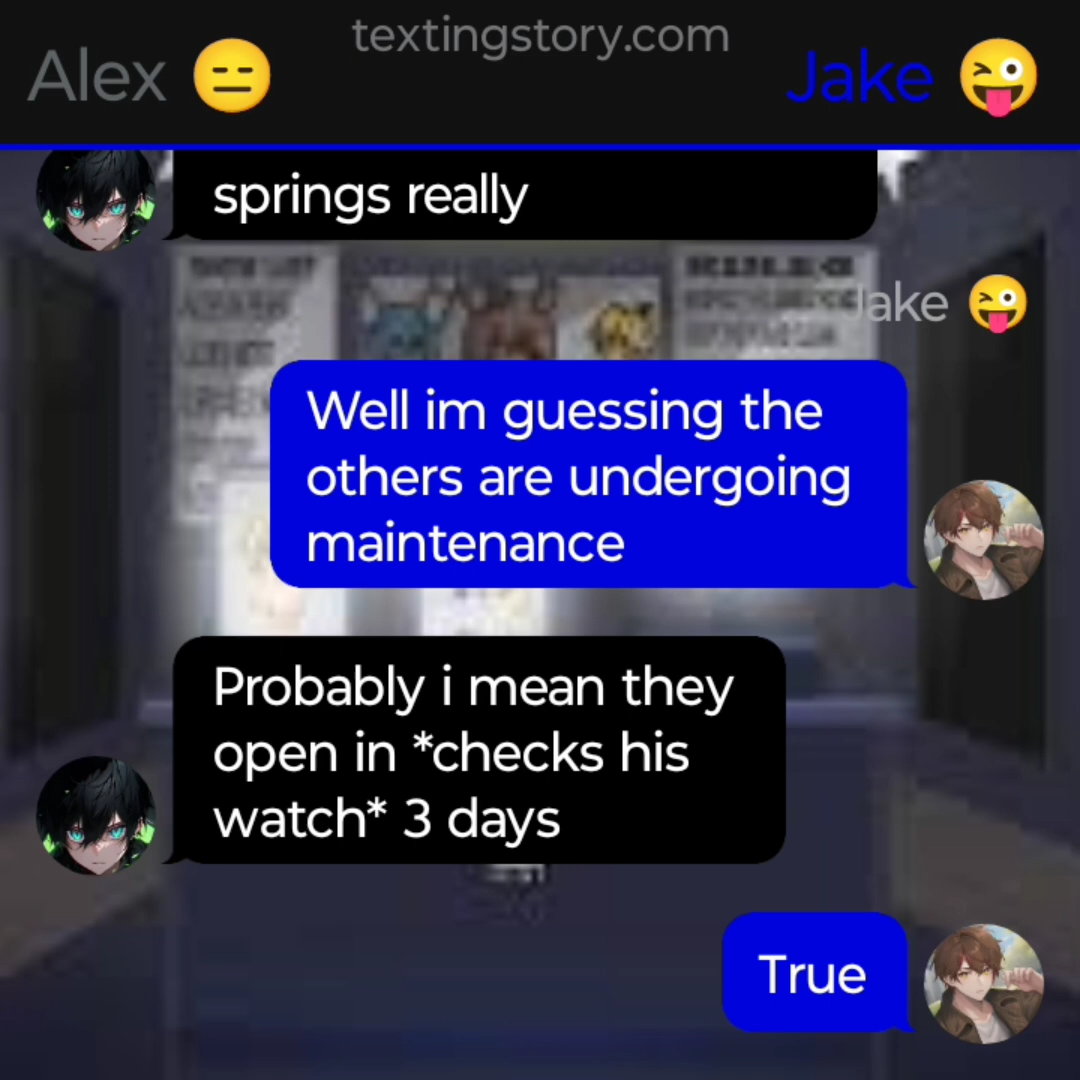 textingstory.com
Alex 😑
Jake 😜
springs really
Jake 😜
Well im guessing the
others are undergoing
maintenance
Probably i mean they
open in *checks his
watch* 3 days
True